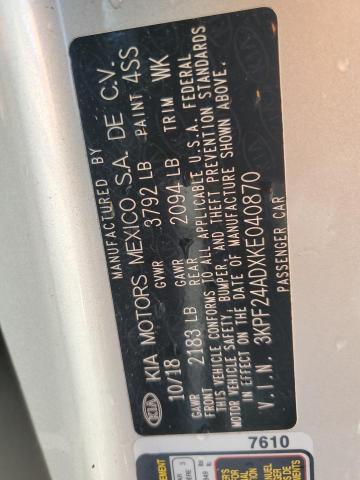 MANUFACTURED BY
KIA MOTORS MEXICO S.A. DE C.V.
10/18 GVWR 3792 LB PAINT 4SS
GAWR FRONT 2183 LB GAWR REAR 2094 LB TRIM WK
THIS VEHICLE CONFORMS TO ALL APPLICABLE U.S.A. FEDERAL
MOTOR VEHICLE SAFETY, BUMPER, AND THEFT PREVENTION STANDARDS
IN EFFECT ON THE DATE OF MANUFACTURE SHOWN ABOVE.
V.I.N. 3KPF24ADXKE040870
PASSENGER CAR
KIA
7610